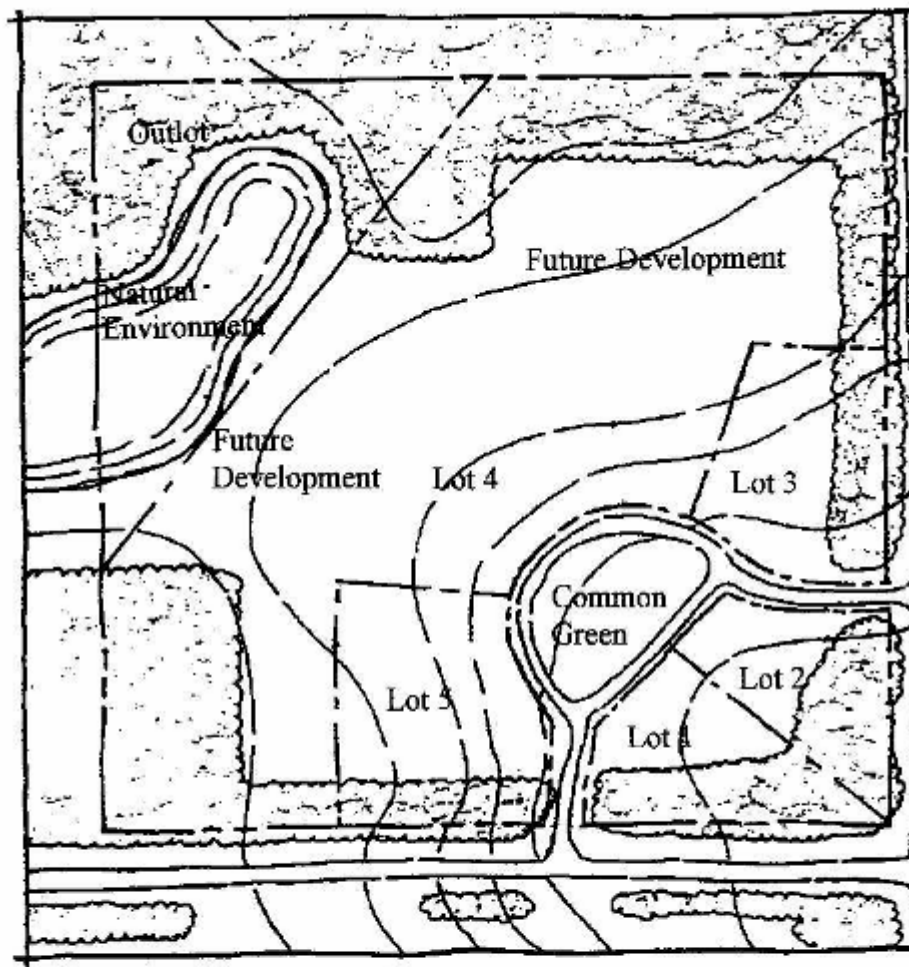 Outlot
Future Development
Natural
Environment
Future
Development
Lot 4
Lot 3
Common
Green
Lot 5
Lot 2
Lot 1